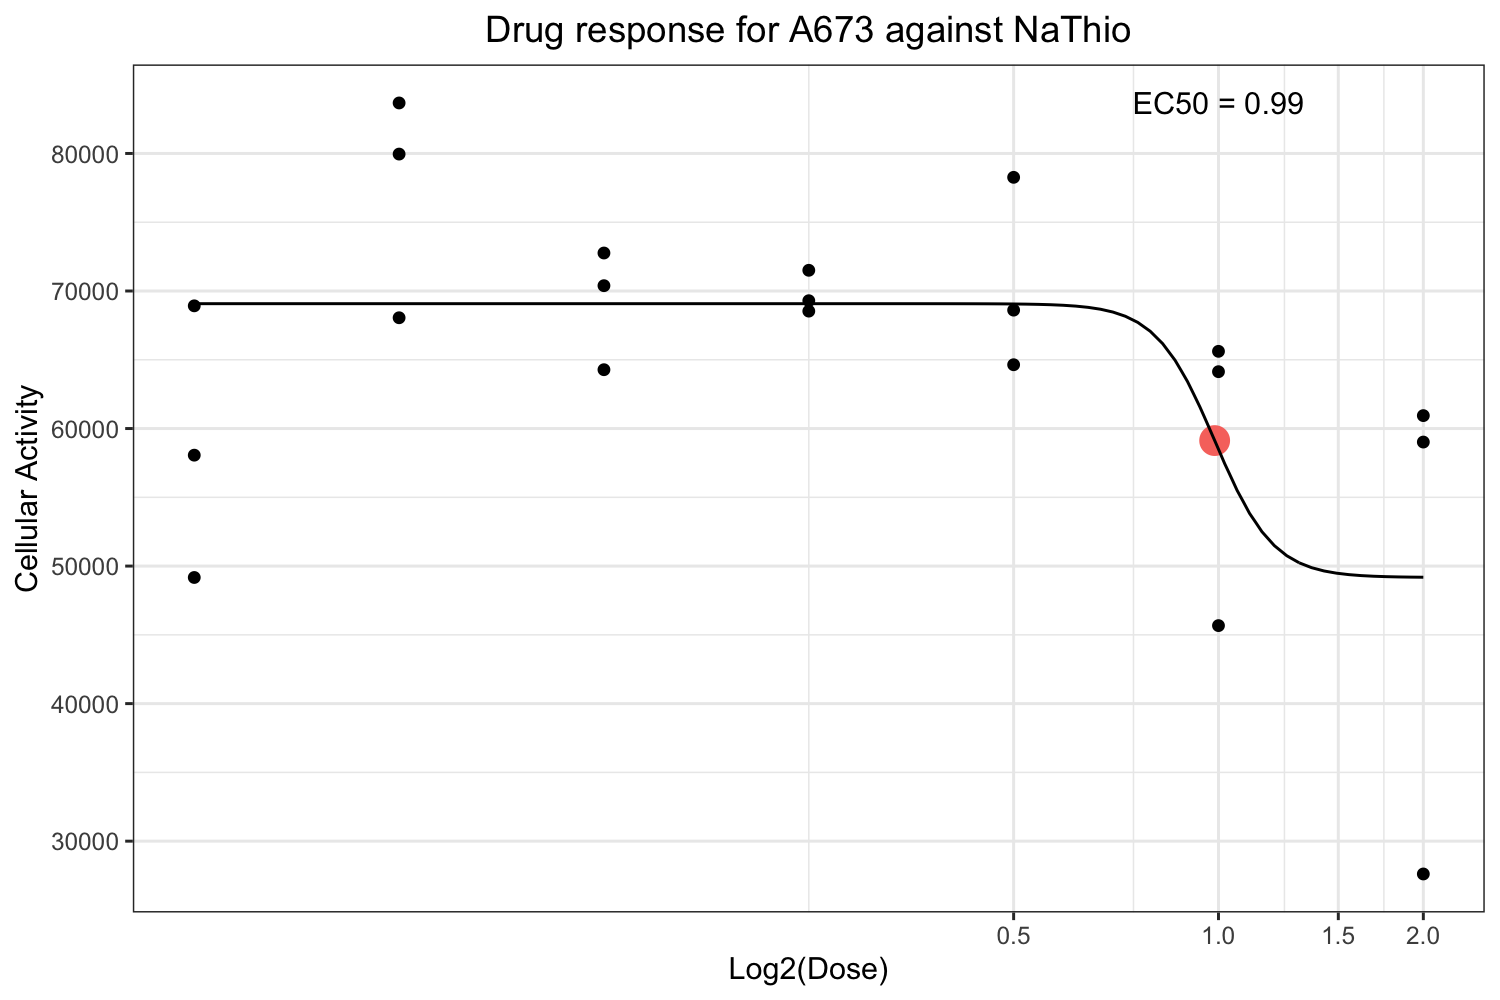 Drug response for A673 against NaThio
EC50 = 0.99
80000
70000
60000
50000
40000
30000
Cellular Activity
0.5 1.0 1.5 2.0
Log2(Dose)